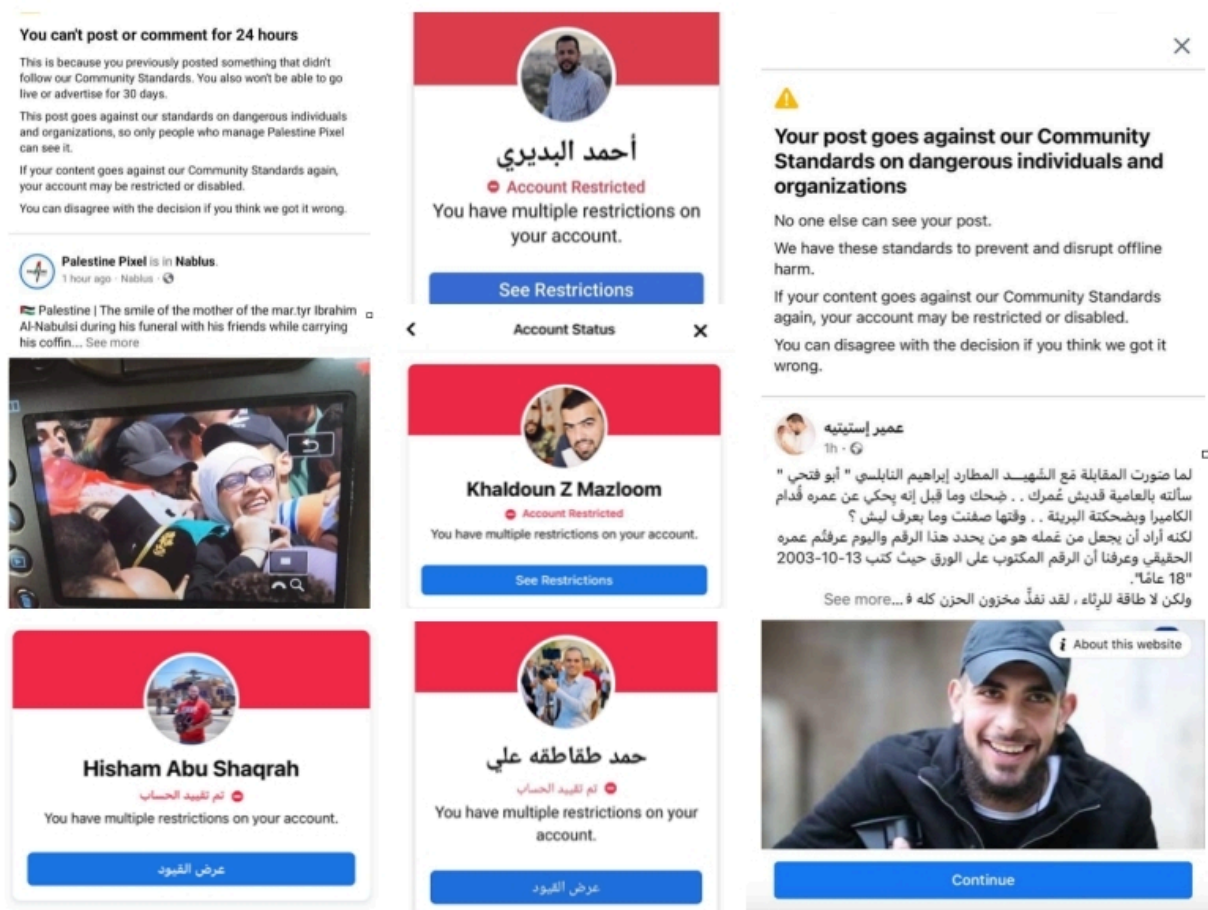 You can't post or comment for 24 hours
This is because you previously posted something that didn't
follow our Community Standards. You also won't be able to go
live or advertise for 30 days.
This post goes against our standards on dangerous individuals
and organizations, so only people who manage Palestine Pixel
can see it.
If your content goes against our Community Standards again,
your account may be restricted or disabled.
You can disagree with the decision if you think we got it wrong.
Palestine Pixel is in Nablus.
1 hour ago · Nablus ·
🇵🇸 Palestine | The smile of the mother of the mar.tyr Ibrahim
Al-Nabulsi during his funeral with his friends while carrying
his coffin... See more
أحمد البديري
Account Restricted
You have multiple restrictions on
your account.
See Restrictions
Account Status
Khaldoun Z Mazloom
Account Restricted
You have multiple restrictions on your account.
See Restrictions
Your post goes against our Community
Standards on dangerous individuals and
organizations
No one else can see your post.
We have these standards to prevent and disrupt offline
harm.
If your content goes against our Community Standards
again, your account may be restricted or disabled.
You can disagree with the decision if you think we got it
wrong.
عمير إستيتيه
1h ·
لما صَورت المقابلة مَع الشّهيـــد المطارد إبراهيم النابلسي " أبو فتحي "
سألته بالعامية قديش عُمرك . . ضِحك وما قِبل إنه يحكي عن عمره قُدام
الكاميرا وبضحكتة البريئة . . وقتها صفنت وما بعرف ليش ؟
لكنه أراد أن يجعل من عَمله هو من يحدد هذا الرقم واليوم عرفتُم عمره
الحقيقي وعرفنا أن الرقم المكتوب على الورق حيث كتب 13-10-2003
"18 عامًا".
ولكن لا طاقة للرِثاء ، لقد نفذّ مخزون الحزن كله ف ...See more
About this website
Continue
Hisham Abu Shaqrah
تم تقييد الحساب
You have multiple restrictions on your account.
عرض القيود
حمد طقاطقه علي
تم تقييد الحساب
You have multiple restrictions on your
account.
عرض القيود